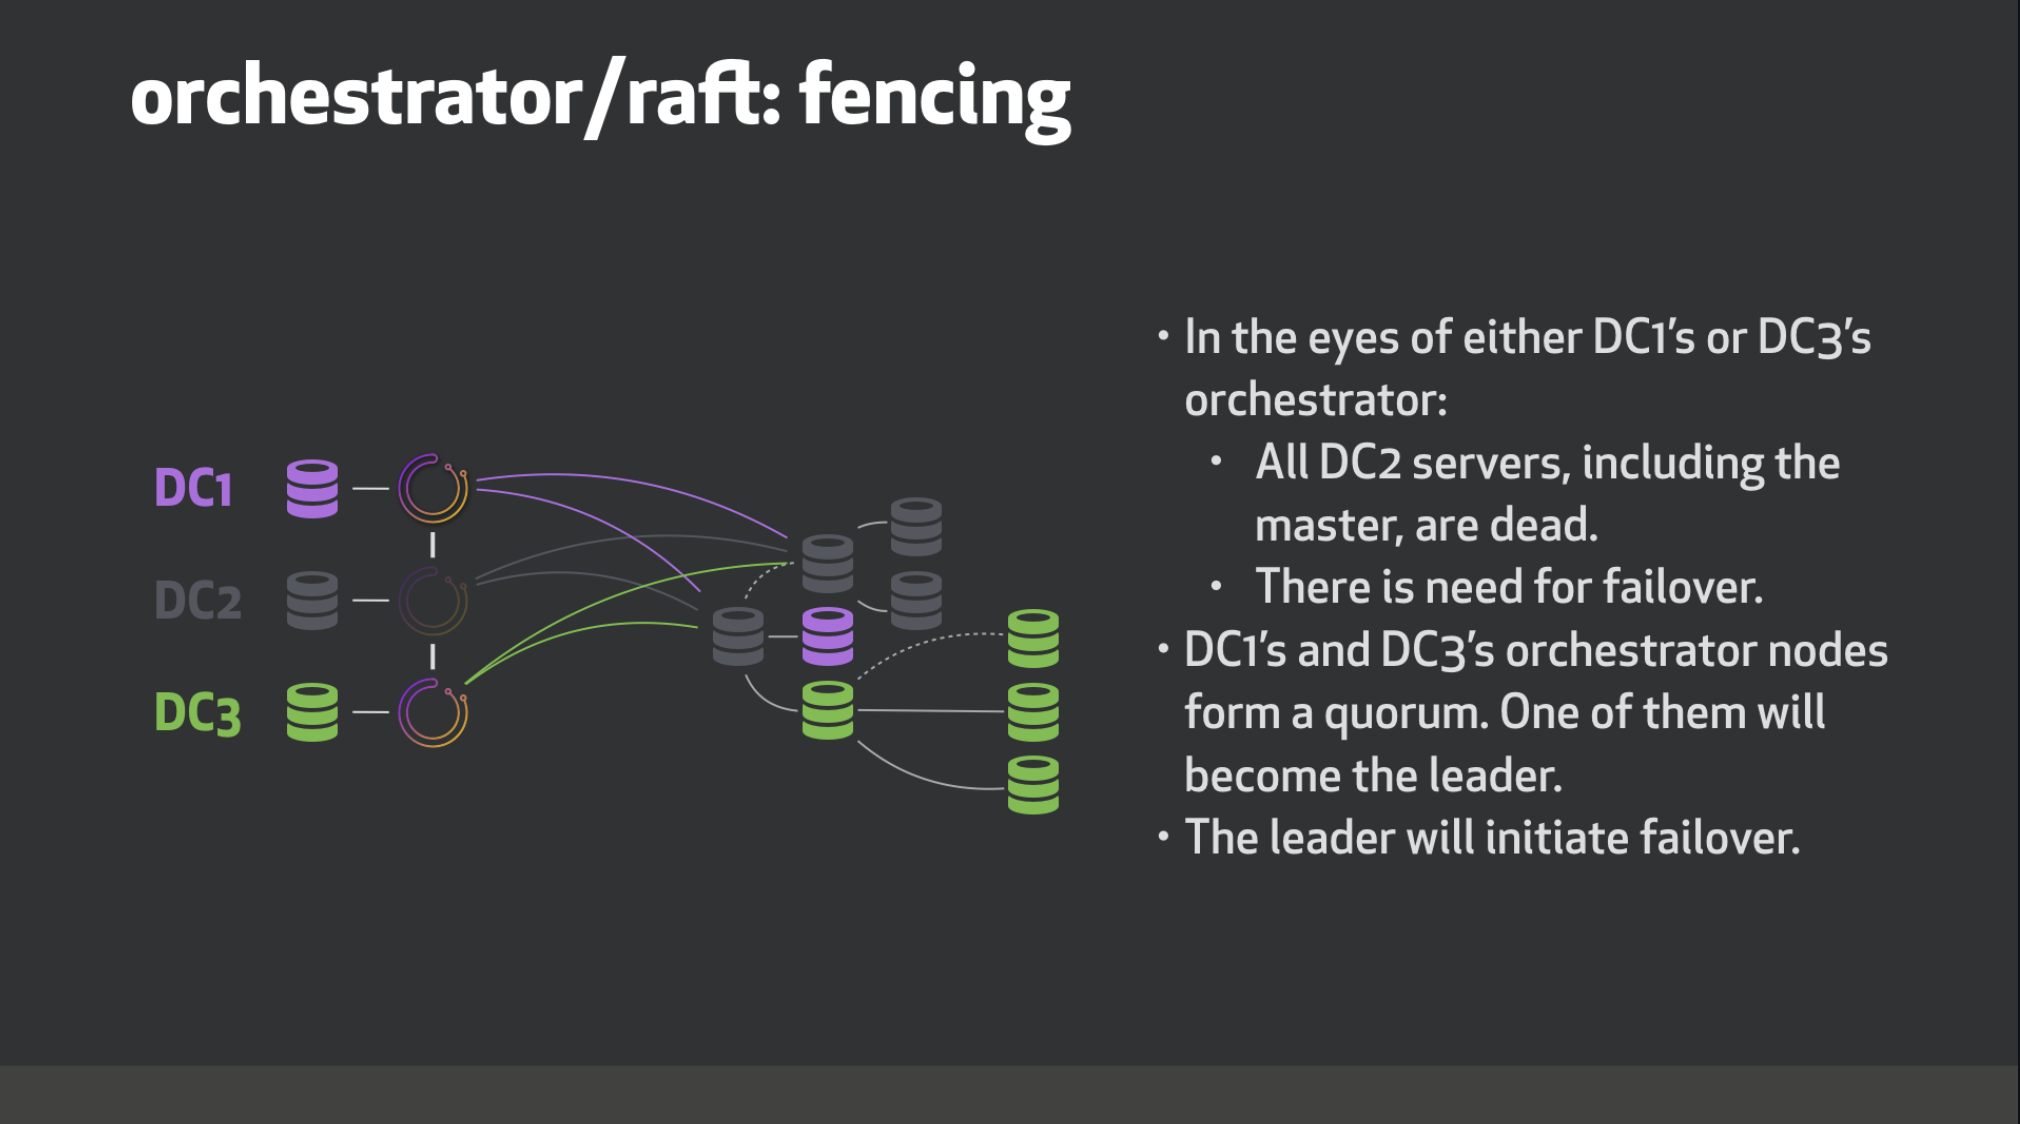 orchestrator/raft: fencing
DC1
DC2
DC3
• In the eyes of either DC1’s or DC3’s
orchestrator:
• All DC2 servers, including the
master, are dead.
• There is need for failover.
• DC1’s and DC3’s orchestrator nodes
form a quorum. One of them will
become the leader.
• The leader will initiate failover.